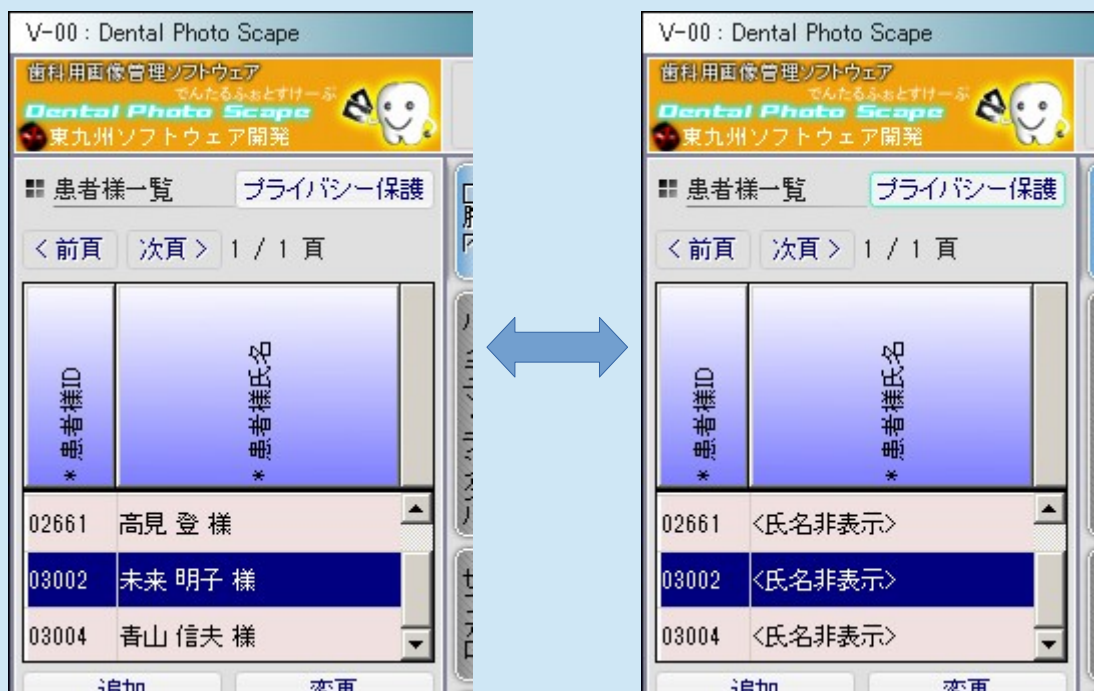 V-00 : Dental Photo Scape
歯科用画像管理ソフトウェア
でんたるふぉとすけーぷ
Dental Photo Scape
東九州ソフトウェア開発
患者様一覧
プライバシー保護
< 前頁
次頁 >
1 / 1 頁
* 患者様ID
* 患者様氏名
02661
高見 登 様
03002
未来 明子 様
03004
香山 信夫 様
追加
変更
V-00 : Dental Photo Scape
歯科用画像管理ソフトウェア
でんたるふぉとすけーぷ
Dental Photo Scape
東九州ソフトウェア開発
患者様一覧
プライバシー保護
< 前頁
次頁 >
1 / 1 頁
* 患者様ID
* 患者様氏名
02661
<氏名非表示>
03002
<氏名非表示>
03004
<氏名非表示>
追加
変更